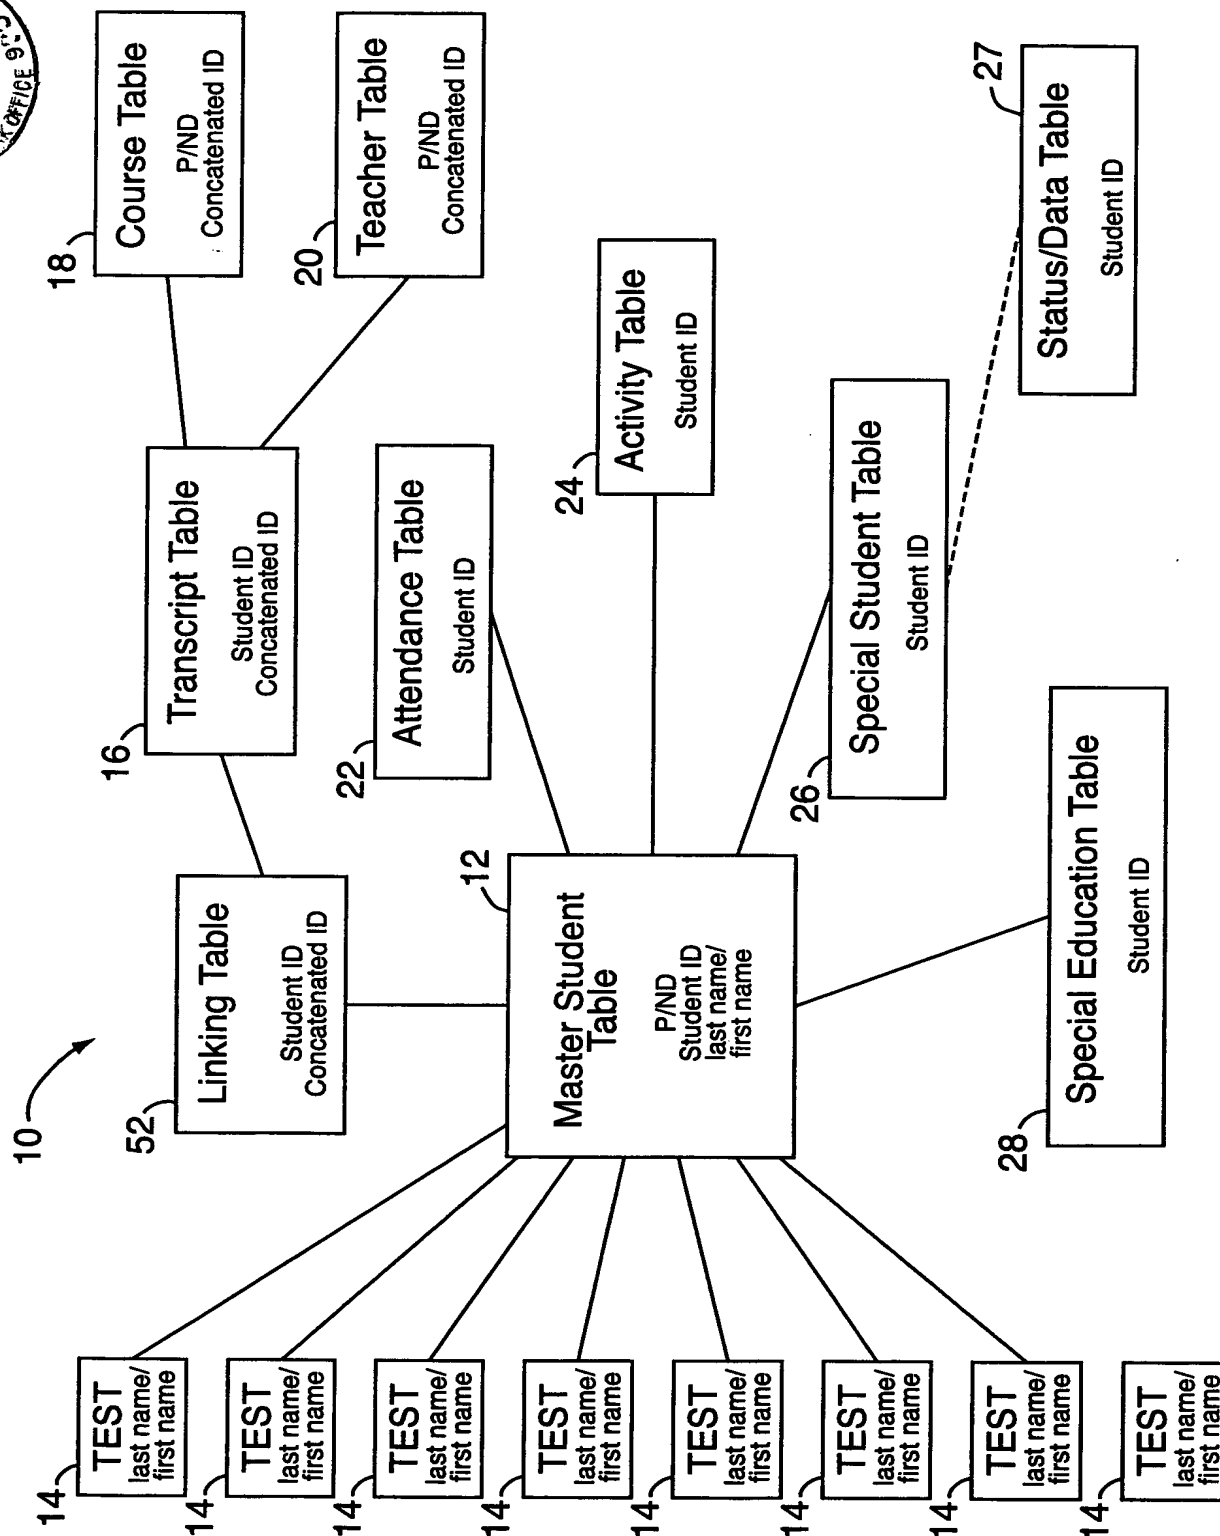 10
14
TEST
last name/
first name
14
TEST
last name/
first name
14
TEST
last name/
first name
14
TEST
last name/
first name
14
TEST
last name/
first name
14
TEST
last name/
first name
14
TEST
last name/
first name
14
TEST
last name/
first name
52
Linking Table
Student ID
Concatenated ID
12
Master Student
Table
P/ND
Student ID
last name/
first name
28
Special Education Table
Student ID
16
Transcript Table
Student ID
Concatenated ID
22
Attendance Table
Student ID
24
Activity Table
Student ID
26
Special Student Table
Student ID
18
Course Table
P/ND
Concatenated ID
20
Teacher Table
P/ND
Concatenated ID
27
Status/Data Table
Student ID
OFFICE